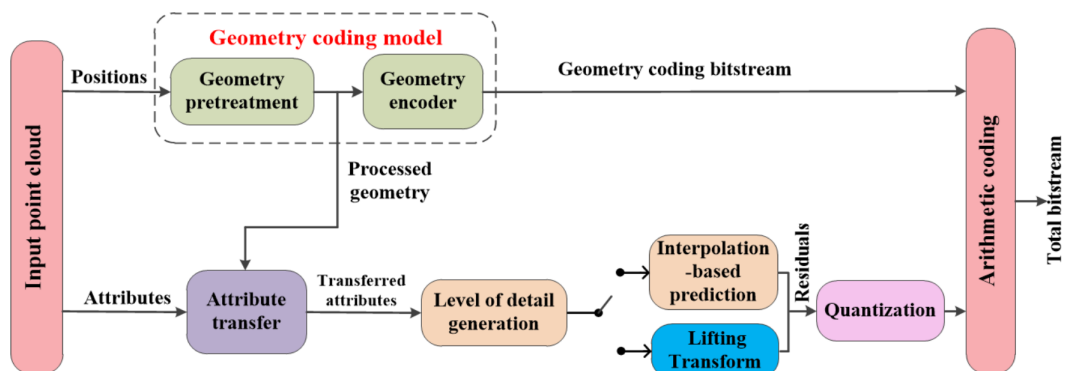 Geometry coding model
Positions
Geometry
pretreatment
Geometry
encoder
Geometry coding bitstream
Processed
geometry
Input point cloud
Attributes
Attribute
transfer
Transferred
attributes
Level of detail
generation
Interpolation
-based
prediction
Lifting
Transform
Residuals
Quantization
Arithmetic coding
Total bitstream